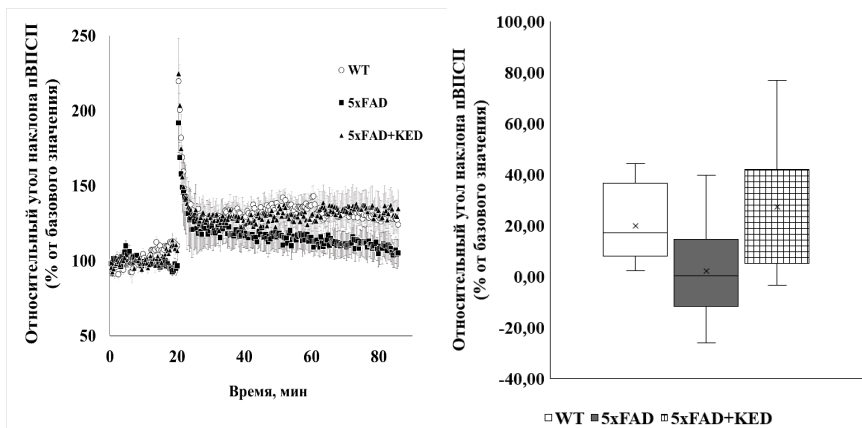 Относительный угол наклона пВПСП
(% от базового значения)
250
200
150
100
50
0
20
40
60
80
Время, мин
WT
5xFAD
5xFAD+KED
Относительный угол наклона пВПСП
(% от базового значения)
100,00
80,00
60,00
40,00
20,00
0,00
-20,00
-40,00
WT 5xFAD 5xFAD+KED